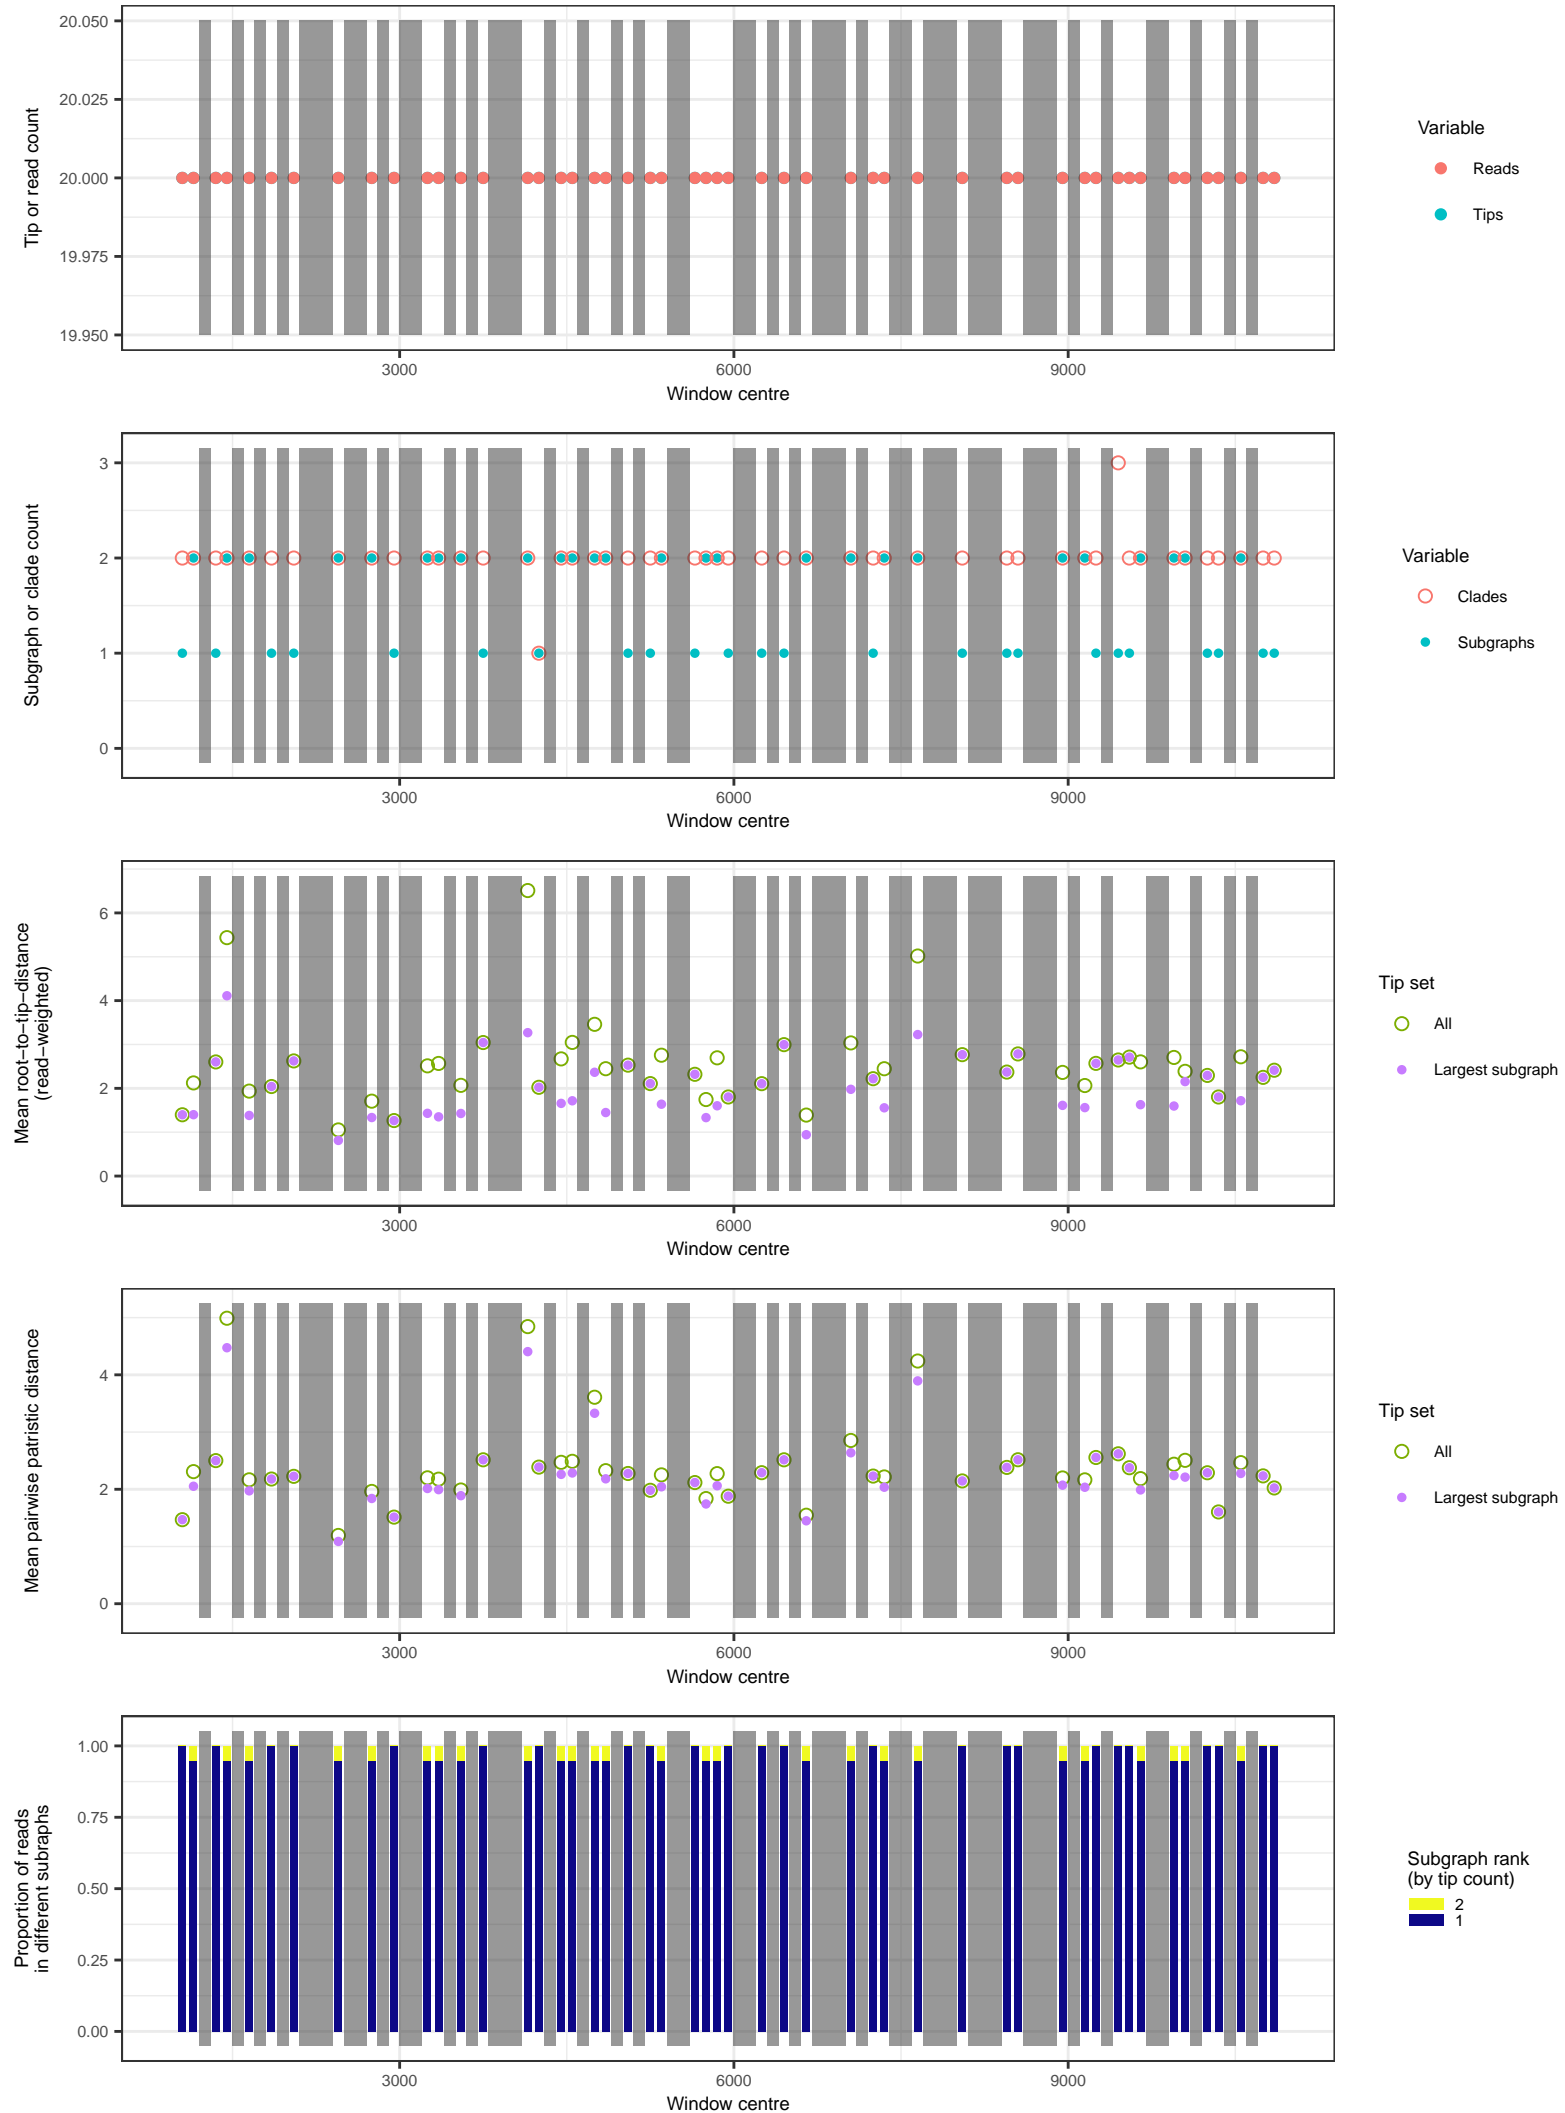 20.050
20.025
20.000
19.975
19.950
Tip or read count
3000
6000
9000
Window centre
Variable
Reads
Tips
3
2
1
0
Subgraph or clade count
3000
6000
9000
Window centre
Variable
Clades
Subgraphs
6
4
2
0
Mean root−to−tip−distance
(read−weighted)
3000
6000
9000
Window centre
Tip set
All
Largest subgraph
4
2
0
Mean pairwise patristic distance
3000
6000
9000
Window centre
Tip set
All
Largest subgraph
1.00
0.75
0.50
0.25
0.00
Proportion of reads
in different subraphs
3000
6000
9000
Window centre
Subgraph rank
(by tip count)
2
1